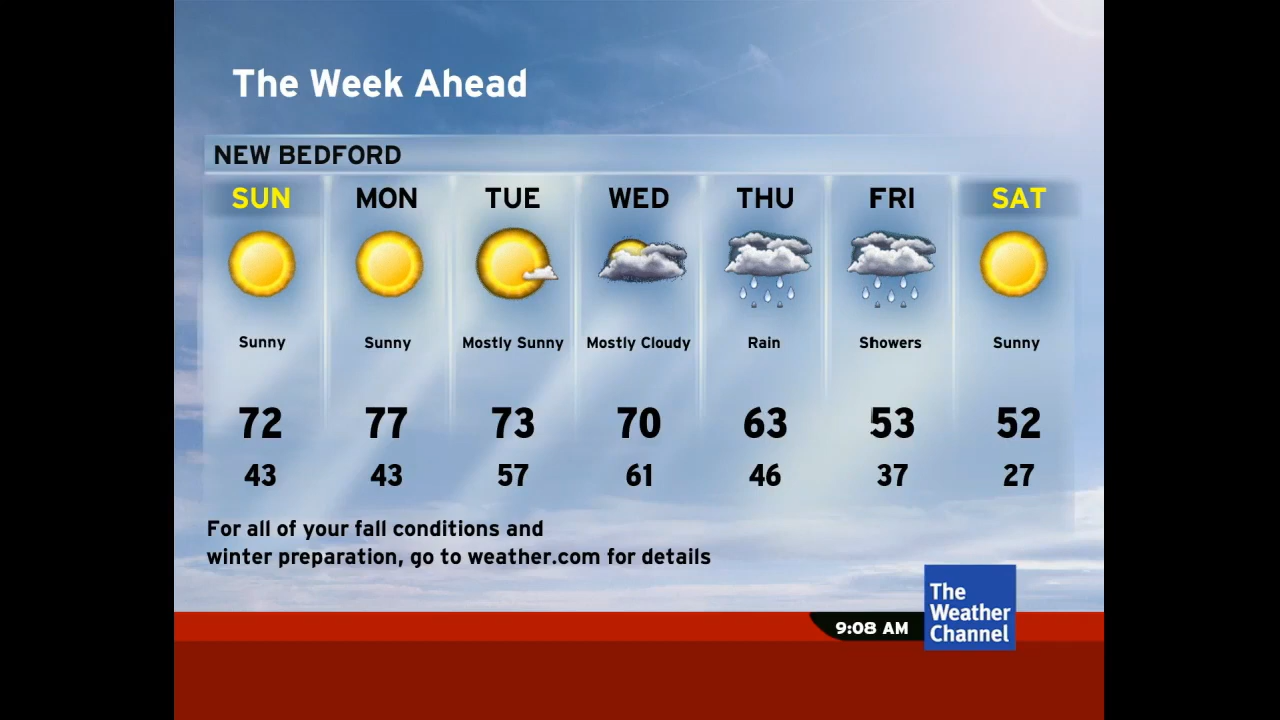 The Week Ahead
NEW BEDFORD
SUN MON TUE WED THU FRI SAT
Sunny Sunny Mostly Sunny Mostly Cloudy Rain Showers Sunny
72 77 73 70 63 53 52
43 43 57 61 46 37 27
For all of your fall conditions and
winter preparation, go to weather.com for details
9:08 AM
The
Weather
Channel